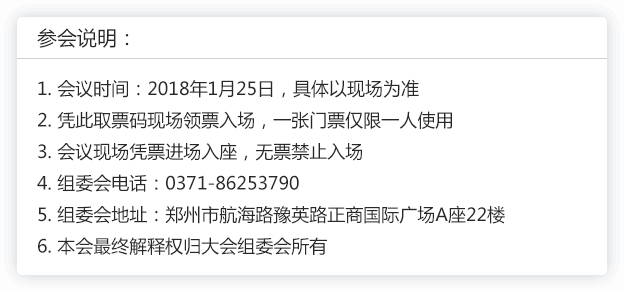 参会说明：
1. 会议时间：2018年1月25日，具体以现场为准
2. 凭此取票码现场领票入场，一张门票仅限一人使用
3. 会议现场凭票进场入座，无票禁止入场
4. 组委会电话：0371-86253790
5. 组委会地址：郑州市航海路豫英路正商国际广场A座22楼
6. 本会最终解释权归大会组委会所有